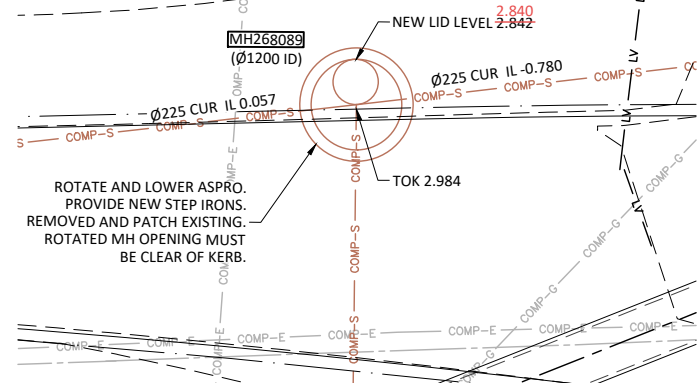 2.840
NEW LID LEVEL 2.842
MH268089
(Ø1200 ID)
Ø225 CUR IL -0.780
Ø225 CUR IL 0.057
COMP-S COMP-S COMP-S COMP-S
S COMP-S COMP-S COMP-S
TOK 2.984
ROTATE AND LOWER ASPRO.
PROVIDE NEW STEP IRONS.
REMOVED AND PATCH EXISTING.
ROTATED MH OPENING MUST
BE CLEAR OF KERB.
COMP-E
COMP-E
COM
COMP-E
COMP-S
COMP-S
COMP-S
LV
LV
LV
COMP-G
COMP-G
COMP-G
COMP-G
COMP-E COMP-E COMP-E COMP-E COMP-E